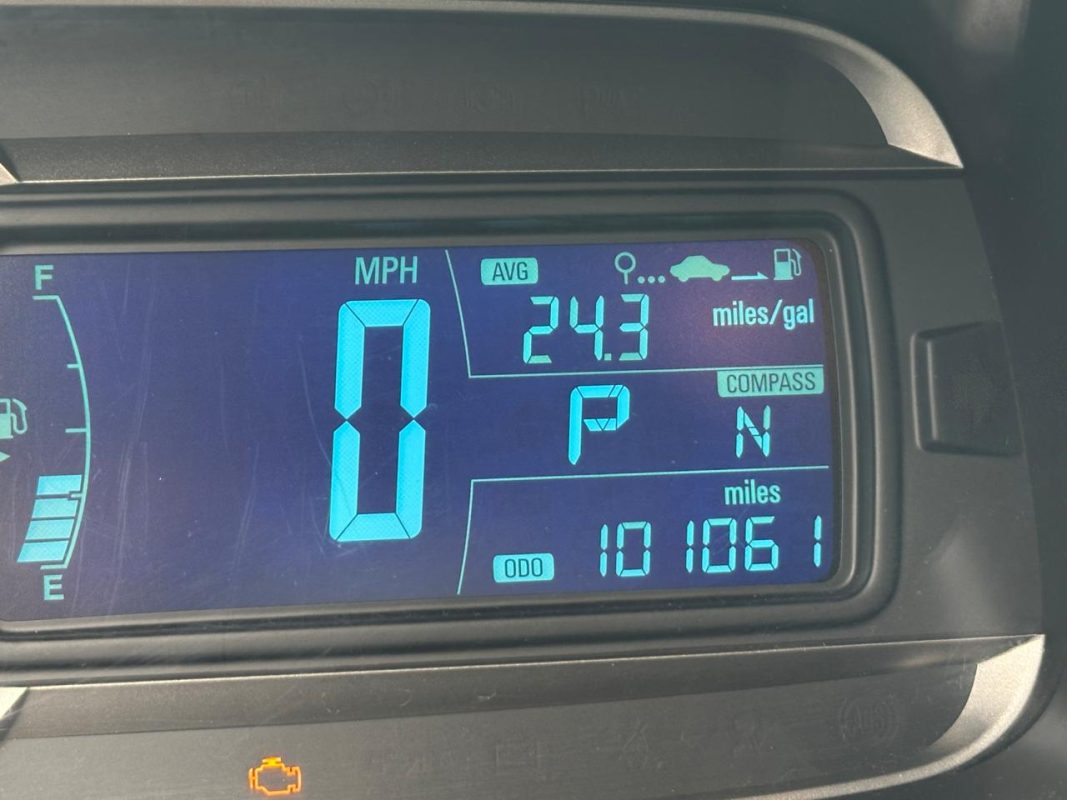 F
MPH
0
E
AVG
24.3 miles/gal
COMPASS
P N
miles
ODO 101061